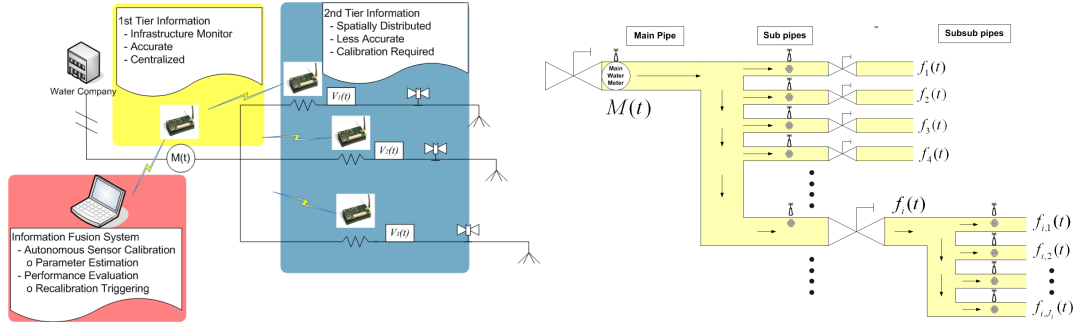 1st Tier Information
- Infrastructure Monitor
- Accurate
- Centralized
2nd Tier Information
- Spatially Distributed
- Less Accurate
- Calibration Required
Water Company
V1(t)
V2(t)
M(t)
V3(t)
Information Fusion System
- Autonomous Sensor Calibration
o Parameter Estimation
- Performance Evaluation
o Recalibration Triggering
Main Pipe
Sub pipes
Subsub pipes
Main
Water
Meter
M(t)
f1(t)
f2(t)
f3(t)
f4(t)
fi(t)
fi,1(t)
fi,2(t)
fi,Ji(t)